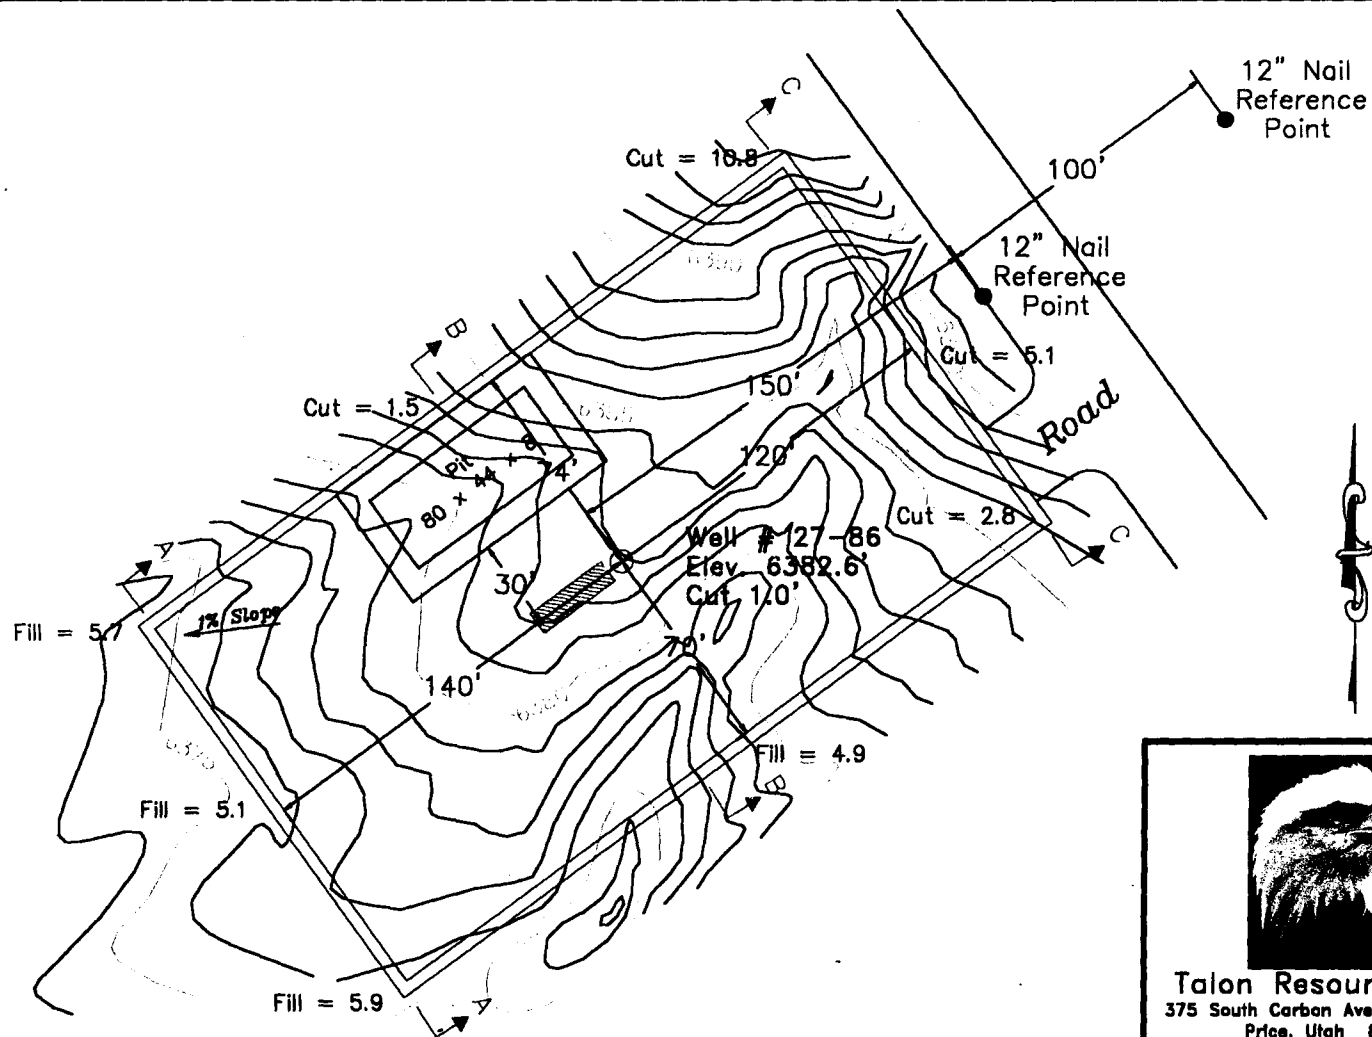 12" Nail
Reference
Point
C
Cut = 10.8
100'
12" Nail
Reference
Point
B
Cut = 5.1
150'
Cut = 1.5
Road
Pit
80 x 44 x 8
74'
120'
Cut = 2.8
C
Well # 127-86
Elev. 6382.6'
Cut 1.0'
A
30'
1% Slope
Fill = 5.7
140'
Fill = 4.9
B
Fill = 5.1
Fill = 5.9
A
Talon Resour
375 South Carbon Ave
Price, Utah